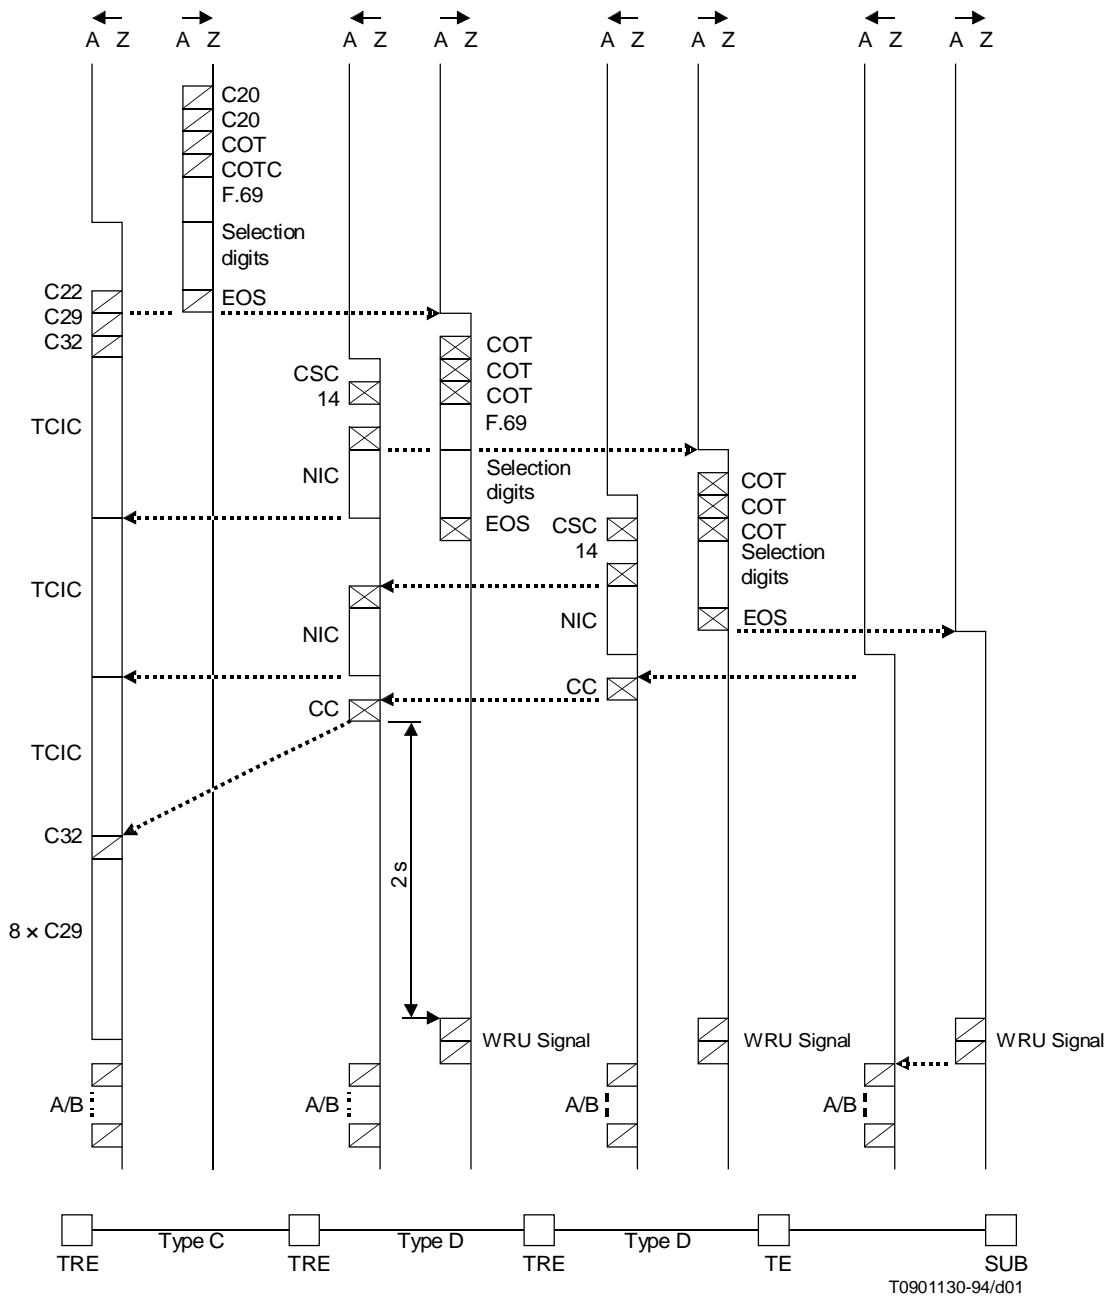 A Z A Z A Z A Z A Z A Z A Z A Z
C20
C20
COT
COTC
F.69
Selection
digits
EOS
C22
C29
C32
TCIC
TCIC
TCIC
C32
8 × C29
A/B
CSC
14
NIC
NIC
CC
2 s
A/B
COT
COT
COT
F.69
Selection
digits
EOS
WRU Signal
CSC
14
NIC
CC
A/B
COT
COT
COT
Selection
digits
EOS
WRU Signal
A/B
WRU Signal
Type C Type D Type D
TRE TRE TRE TE SUB
T0901130-94/d01